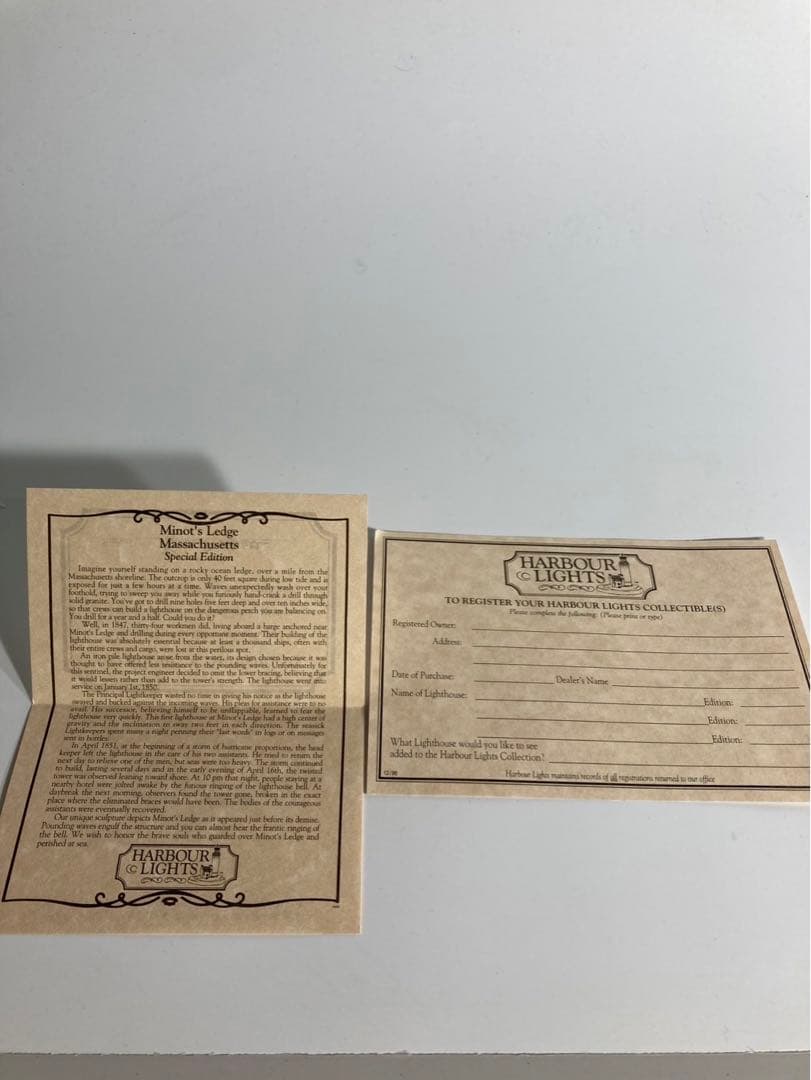 Minot's Ledge
Massachusetts
Special Edition
Imagine yourself standing on a rocky ocean ledge, over a mile from the
Massachusetts shoreline. The outcrop is only 40 feet square during low tide and is
exposed for just a few hours at a time. Waves unexpectedly wash over your
foothold, trying to sweep you away while you furiously hand-crank a drill through
solid granite. You've got to drill nine holes five feet deep and over ten inches wide,
so that crews can build a lighthouse on the dangerous perch you are balancing on.
You drill for a year and a half. Could you do it?
Well, in 1847, thirty-four workmen did, living aboard a barge anchored near
Minot's Ledge and drilling during every opportune moment. Their building of the
lighthouse was absolutely essential because at least a thousand ships, often with
their entire crews and cargo, were lost at this perilous spot.
An iron pile lighthouse arose from the water, its design chosen because it was
thought to have offered less resistance to the pounding waves. Unfortunately for
this sentinel, the project engineer decided to omit the lower bracing, believing that
it would lessen rather than add to the tower's strength. The lighthouse went into
service on January 1st, 1850.
The Principal Lightkeeper wasted no time in giving his notice as the lighthouse
swayed and bucked against the incoming waves. His pleas for assistance were to no
avail. His successor, believing himself to be unflappable, learned to fear the
lighthouse very quickly. This first lighthouse at Minot's Ledge had a high center of
gravity and the inclination to sway two feet in each direction. The seasick
Lightkeepers spent many a night penning their "last words" in logs or on messages
sent in bottles.
In April 1851, at the beginning of a storm of hurricane proportions, the head
keeper left the lighthouse in the care of his two assistants. He tried to return the
next day to relieve one of the men, but seas were too heavy. The storm continued
to build, lasting several days and in the early evening of April 16th, the twisted
tower was observed leaning toward shore. At 10 pm that night, people staying at a
nearby hotel were jolted awake by the furious ringing of the lighthouse bell. At
daybreak the next morning, observers found the tower gone, broken in the exact
place where the eliminated braces would have been. The bodies of the courageous
assistants were eventually recovered.
Our unique sculpture depicts Minot's Ledge as it appeared just before its demise.
Pounding waves engulf the structure and you can almost hear the frantic ringing of
the bell. We wish to honor the brave souls who guarded over Minot's Ledge and
perished at sea.
HARBOUR
LIGHTS
HARBOUR
LIGHTS
TO REGISTER YOUR HARBOUR LIGHTS COLLECTIBLE(S)
Please complete the following: (Please print or type)
Registered Owner:
Address:
Date of Purchase: Dealer's Name
Name of Lighthouse:
Edition:
Edition:
Edition:
What Lighthouse would you like to see
added to the Harbour Lights Collection?
12/98
Harbour Lights maintains records of all registrations returned to our office